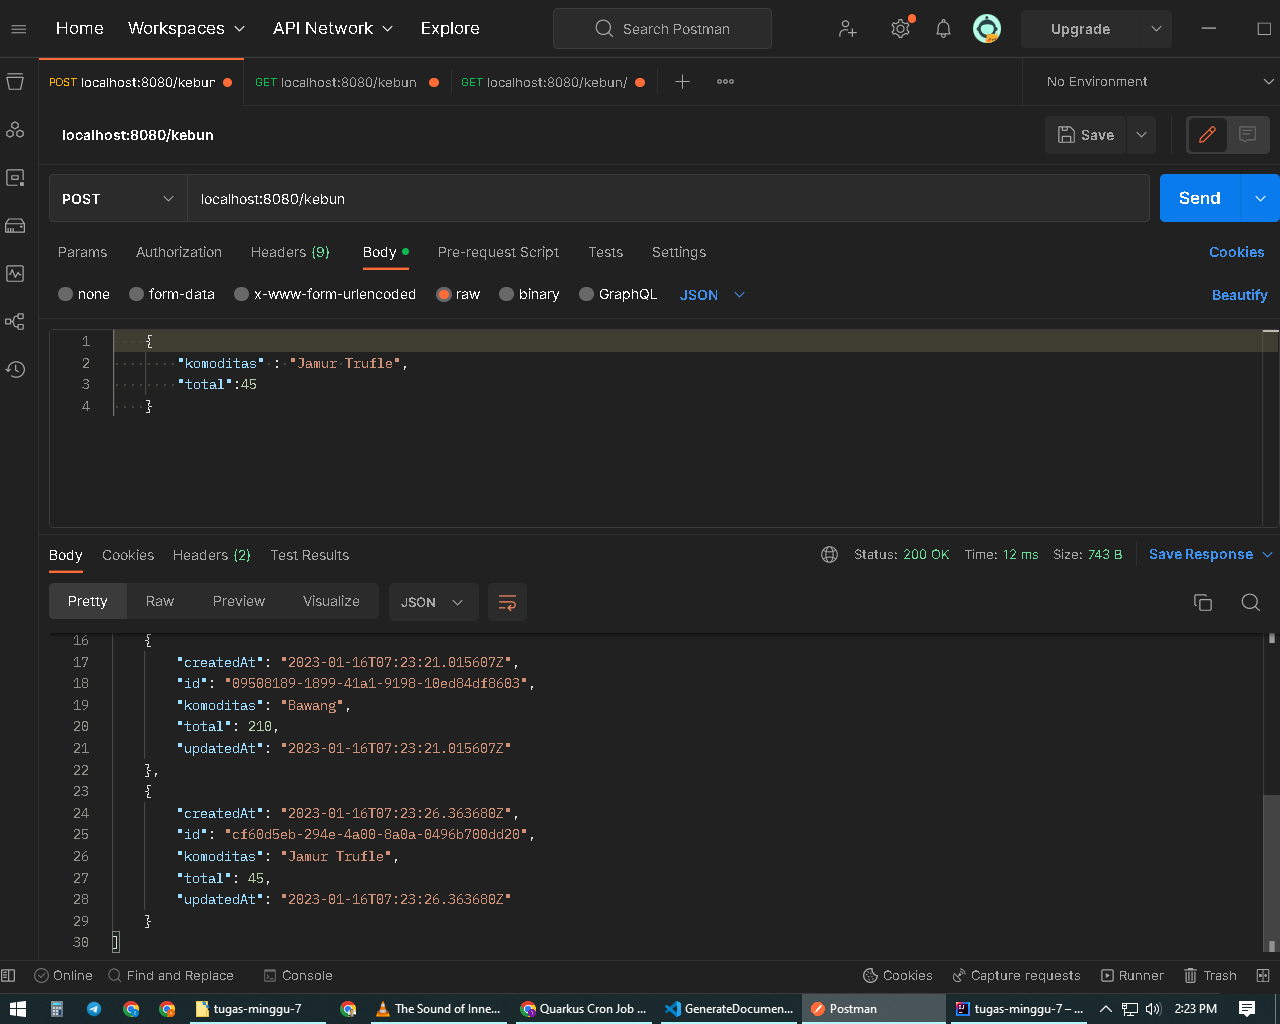 Home Workspaces API Network Explore Search Postman Upgrade
POST localhost:8080/kebun GET localhost:8080/kebun GET localhost:8080/kebun/ No Environment
localhost:8080/kebun Save
POST localhost:8080/kebun Send
Params Authorization Headers (9) Body Pre-request Script Tests Settings Cookies
none form-data x-www-form-urlencoded raw binary GraphQL JSON Beautify
1 {
2 "komoditas" : "Jamur Trufle",
3 "total":45
4 }
Body Cookies Headers (2) Test Results Status: 200 OK Time: 12 ms Size: 743 B Save Response
Pretty Raw Preview Visualize JSON
16 {
17 "createdAt": "2023-01-16T07:23:21.015607Z",
18 "id": "09508189-1899-41a1-9198-10ed84df8603",
19 "komoditas": "Bawang",
20 "total": 210,
21 "updatedAt": "2023-01-16T07:23:21.015607Z"
22 },
23 {
24 "createdAt": "2023-01-16T07:23:26.363680Z",
25 "id": "cf60d5eb-294e-4a00-8a0a-0496b700dd20",
26 "komoditas": "Jamur Trufle",
27 "total": 45,
28 "updatedAt": "2023-01-16T07:23:26.363680Z"
29 }
30 ]
Online Find and Replace Console Cookies Capture requests Runner Trash
tugas-minggu-7 The Sound of Inne... Quarkus Cron Job ... GenerateDocumen... Postman tugas-minggu-7 – ... 2:23 PM